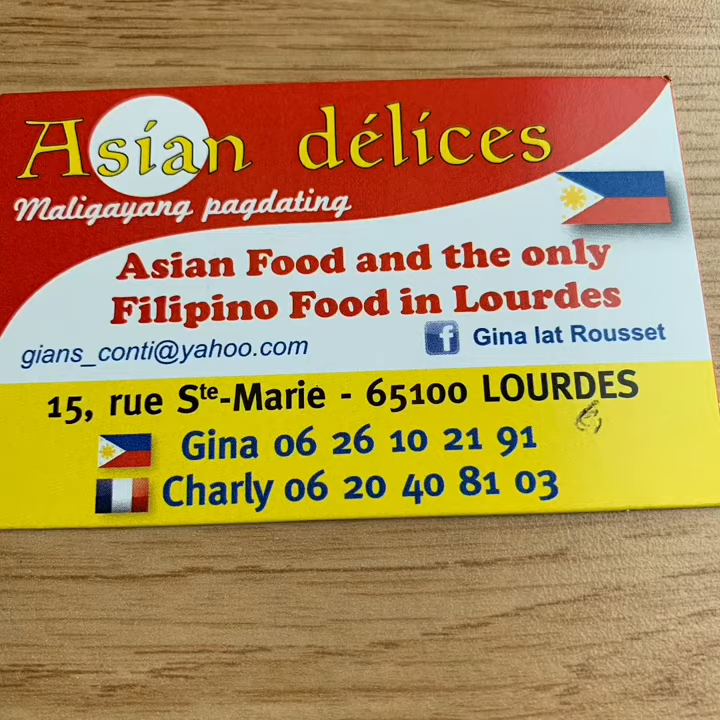 Asian délices
Maligayang pagdating
Asian Food and the only
Filipino Food in Lourdes
gians_conti@yahoo.com
f Gina lat Rousset
15, rue Ste-Marie - 65100 LOURDES
Gina 06 26 10 21 91
Charly 06 20 40 81 03